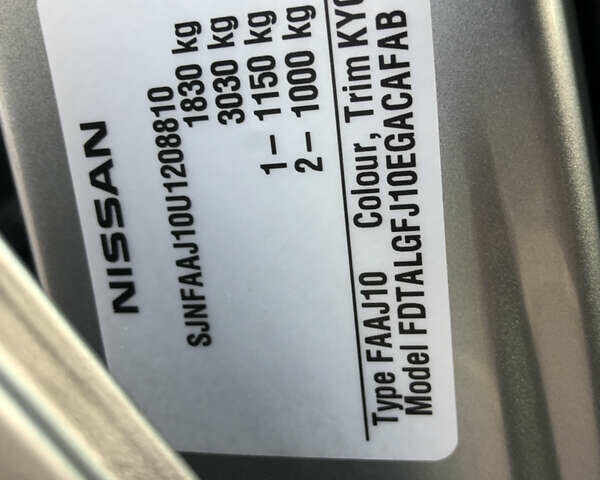 NISSAN
SJNFAAJ10U1208810
1830 kg
3030 kg
1– 1150 kg
2– 1000 kg
Type FAAJ10 Colour, Trim
Model FDTALGFJ10EGACAFAB